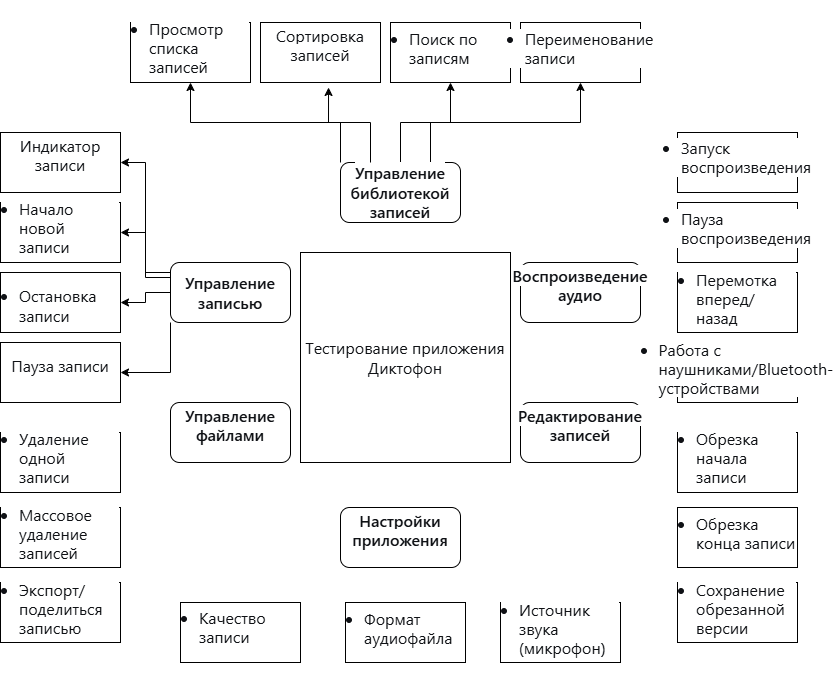 • Просмотр
списка
записей
Сортировка
записей
• Поиск по
записям
• Переименование
записи
Индикатор
записи
• Начало
новой
записи
• Остановка
записи
Пауза записи
Управление
библиотекой
записей
Управление
записью
Тестирование приложения
Диктофон
Воспроизведение
аудио
• Запуск
воспроизведения
• Пауза
воспроизведения
• Перемотка
вперед/
назад
• Работа с
наушниками/Bluetooth-
устройствами
Управление
файлами
Редактирование
записей
• Удаление
одной
записи
• Массовое
удаление
записей
• Экспорт/
поделиться
записью
Настройки
приложения
• Обрезка
начала
записи
• Обрезка
конца записи
• Сохранение
обрезанной
версии
• Качество
записи
• Формат
аудиофайла
• Источник
звука
(микрофон)